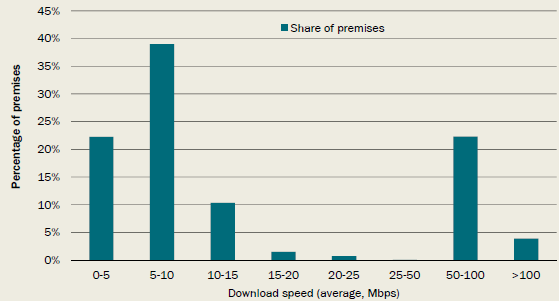 45%
Share of premises
40%
35%
30%
25%
20%
15%
10%
5%
0%
Percentage of premises
0-5 5-10 10-15 15-20 20-25 25-50 50-100 >100
Download speed (average, Mbps)